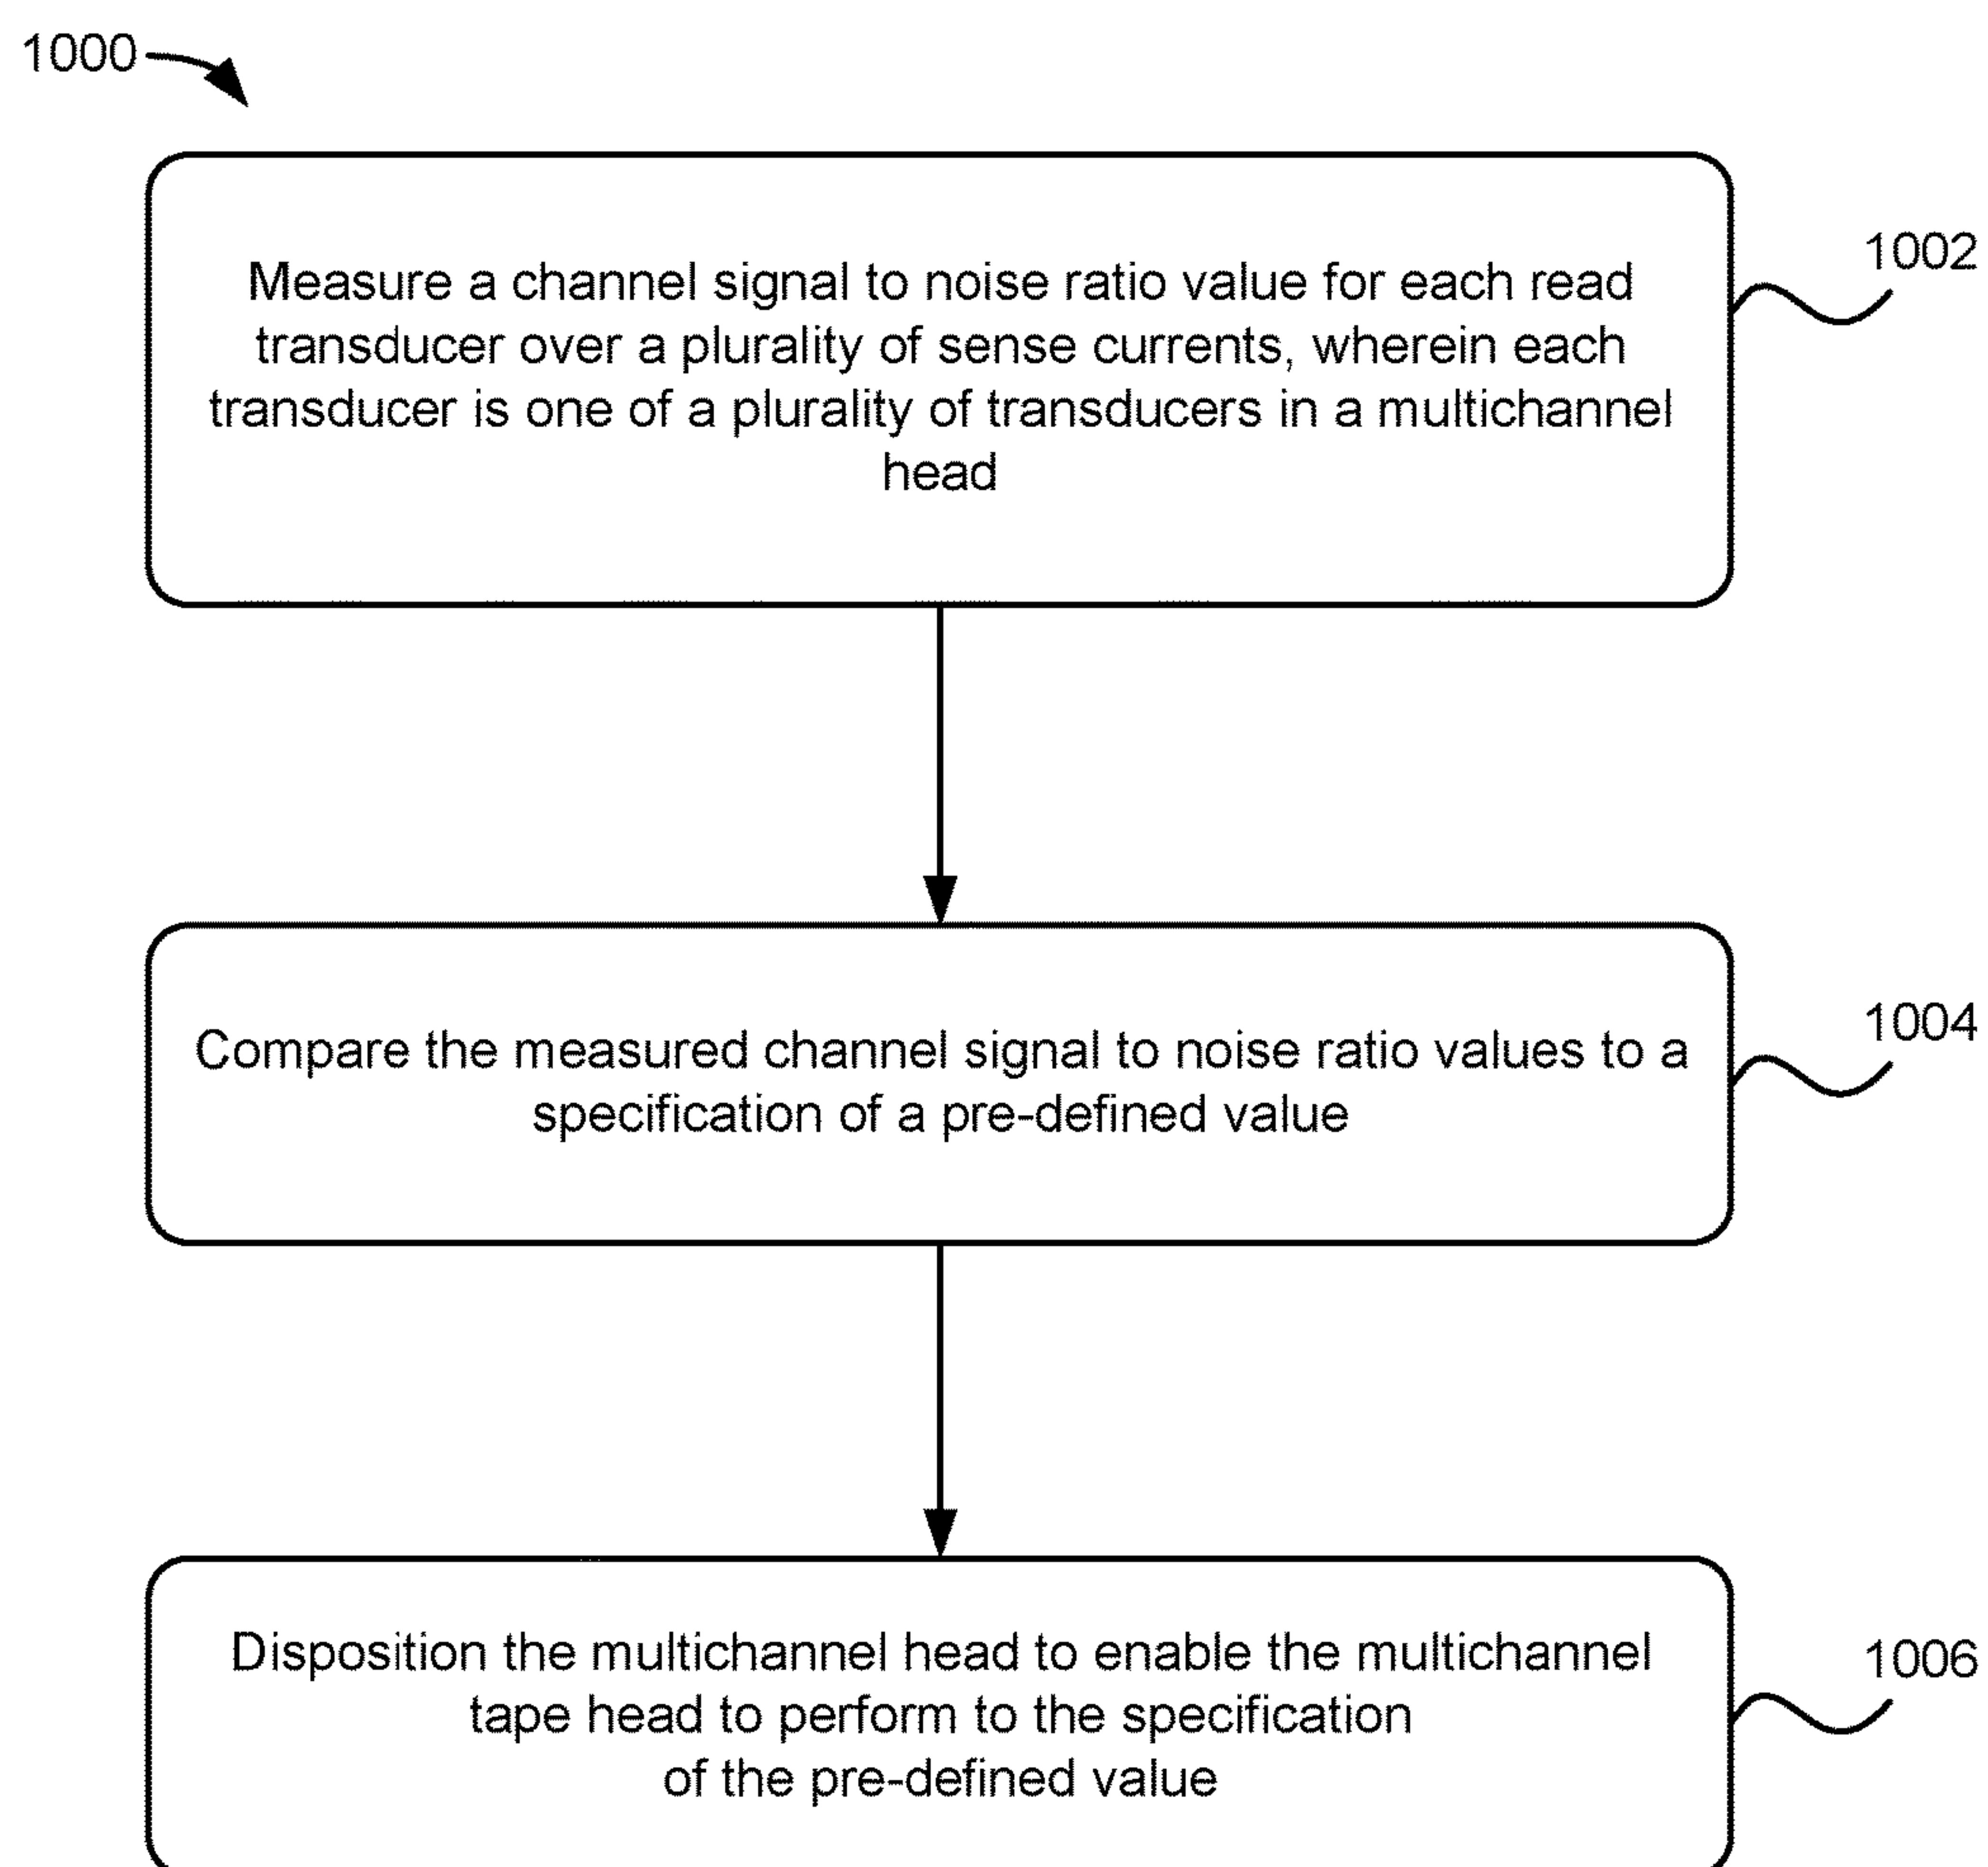 1000
Measure a channel signal to noise ratio value for each read
transducer over a plurality of sense currents, wherein each
transducer is one of a plurality of transducers in a multichannel
head
1002
Compare the measured channel signal to noise ratio values to a
specification of a pre-defined value
1004
Disposition the multichannel head to enable the multichannel
tape head to perform to the specification
of the pre-defined value
1006